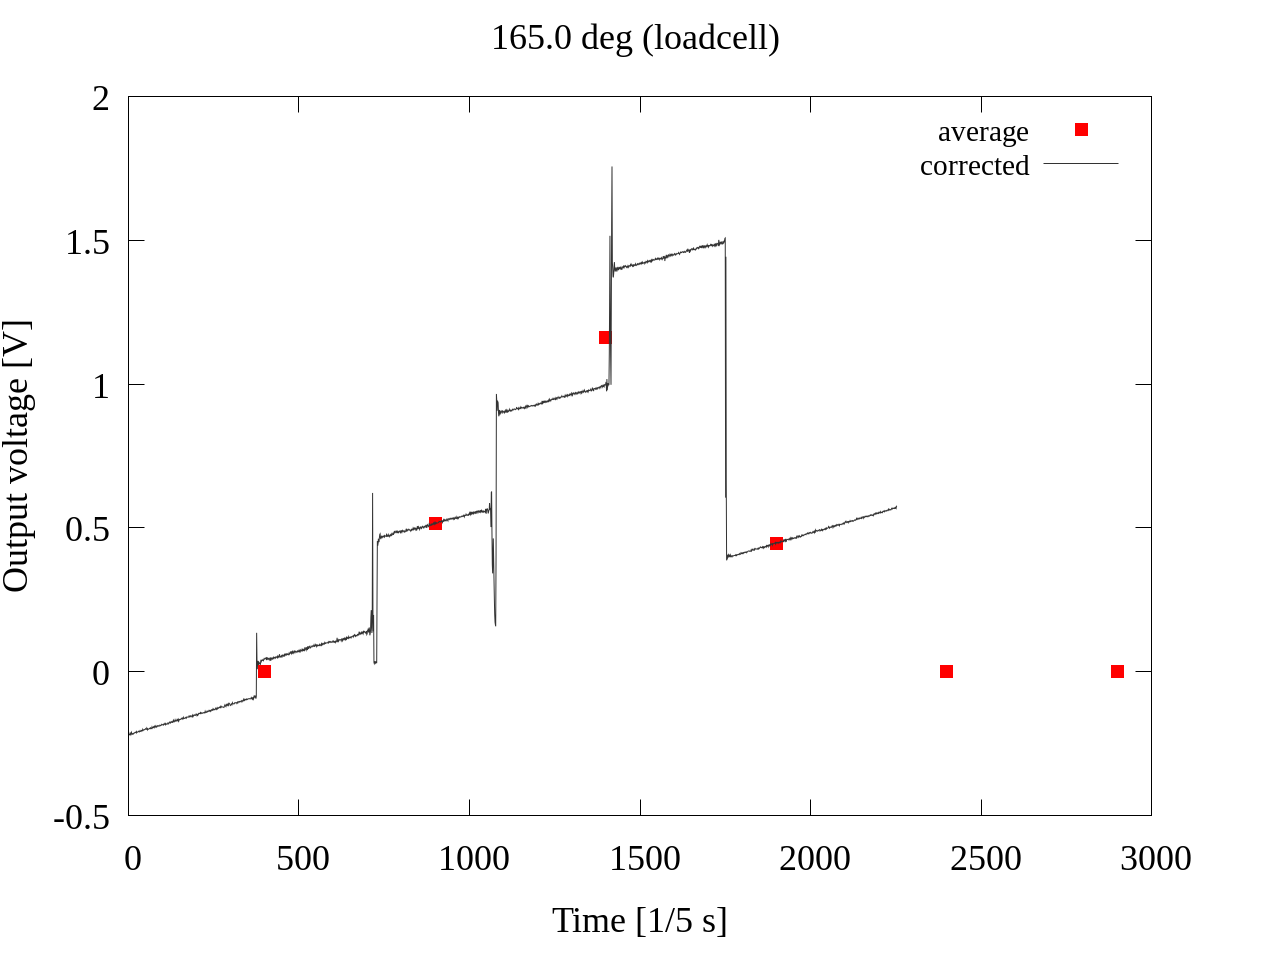 165.0 deg (loadcell)
average
corrected
2
1.5
1
0.5
0
-0.5
Output voltage [V]
0 500 1000 1500 2000 2500 3000
Time [1/5 s]